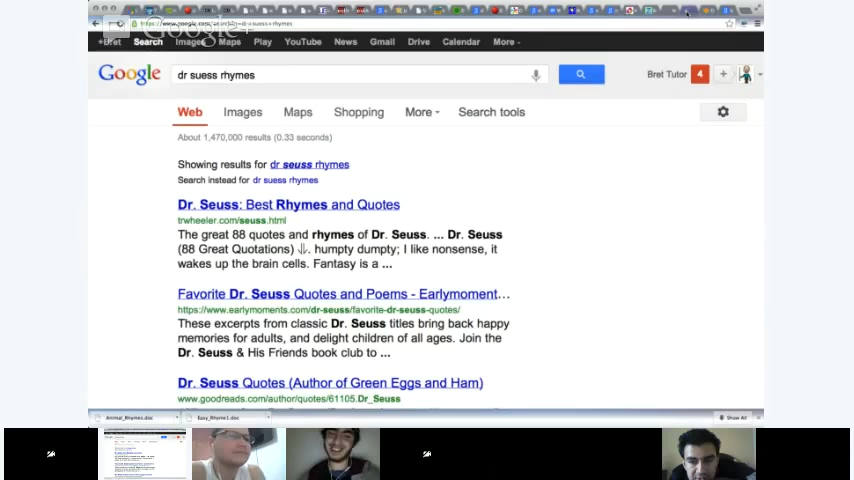 https://www.google.com/
rhymes
Google+
+Bret Search Images Maps Play YouTube News Gmail Drive Calendar More
Google dr suess rhymes Bret Tutor 4 +
Web Images Maps Shopping More Search tools
About 1,470,000 results (0.33 seconds)
Showing results for dr seuss rhymes
Search instead for dr suess rhymes
Dr. Seuss: Best Rhymes and Quotes
trwheeler.com/seuss.html
The great 88 quotes and rhymes of Dr. Seuss. ... Dr. Seuss
(88 Great Quotations) ⇓. humpty dumpty; I like nonsense, it
wakes up the brain cells. Fantasy is a ...
Favorite Dr. Seuss Quotes and Poems - Earlymoment...
https://www.earlymoments.com/dr-seuss/favorite-dr-seuss-quotes/
These excerpts from classic Dr. Seuss titles bring back happy
memories for adults, and delight children of all ages. Join the
Dr. Seuss & His Friends book club to ...
Dr. Seuss Quotes (Author of Green Eggs and Ham)
www.goodreads.com/author/quotes/61105.Dr_Seuss
Animal_Rhymes.doc Easy_Rhyme1.doc Show All